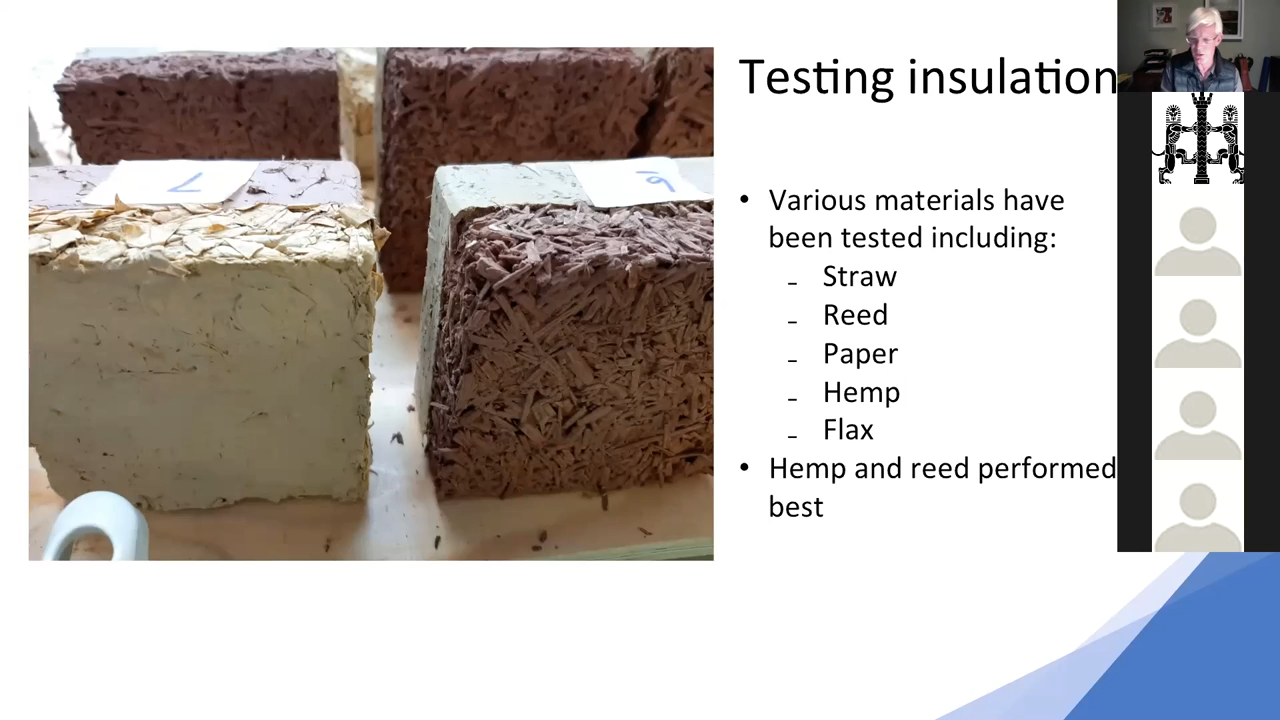 Testing insulation
• Various materials have
been tested including:
– Straw
– Reed
– Paper
– Hemp
– Flax
• Hemp and reed performed
best